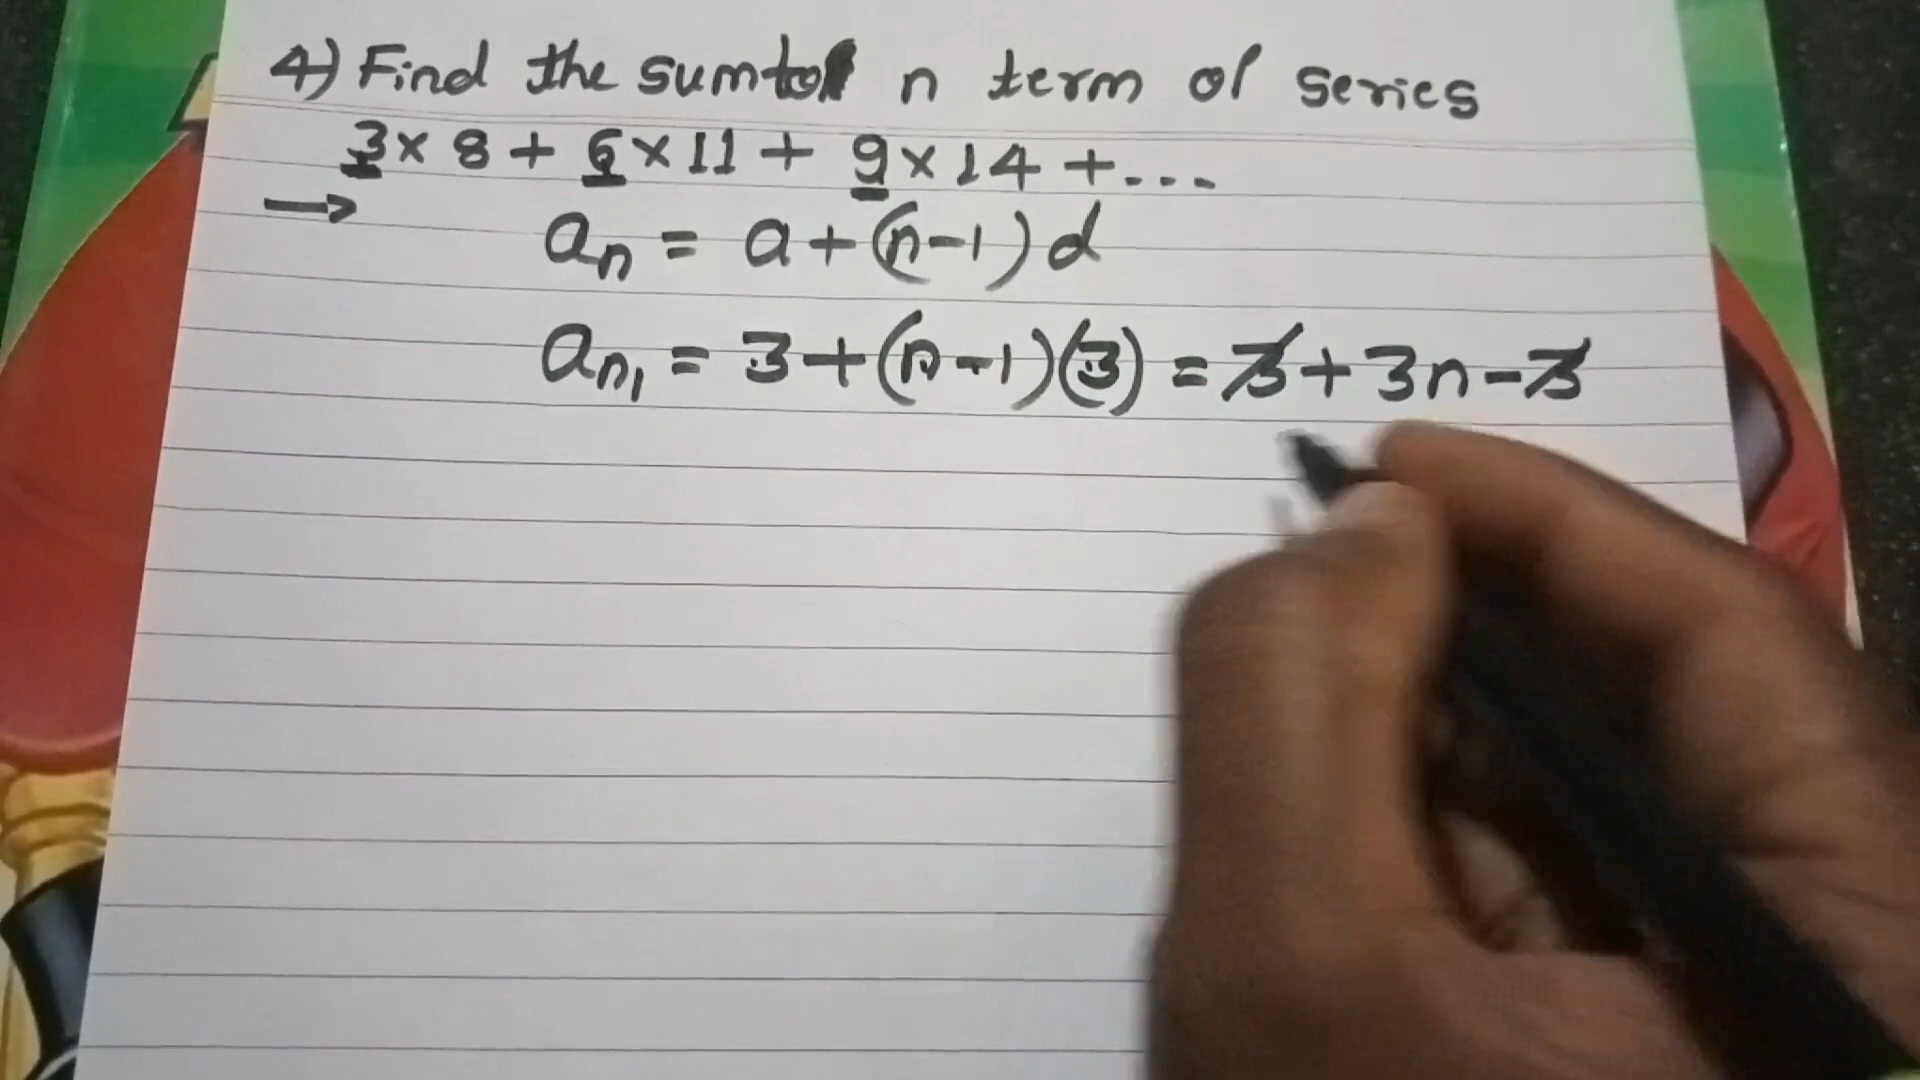 4) Find the sum to n term of series
3 × 8 + 6 × 11 + 9 × 14 + ...
→ an = a + (n-1) d
an1 = 3 + (n-1)(3) = 3 + 3n - 3